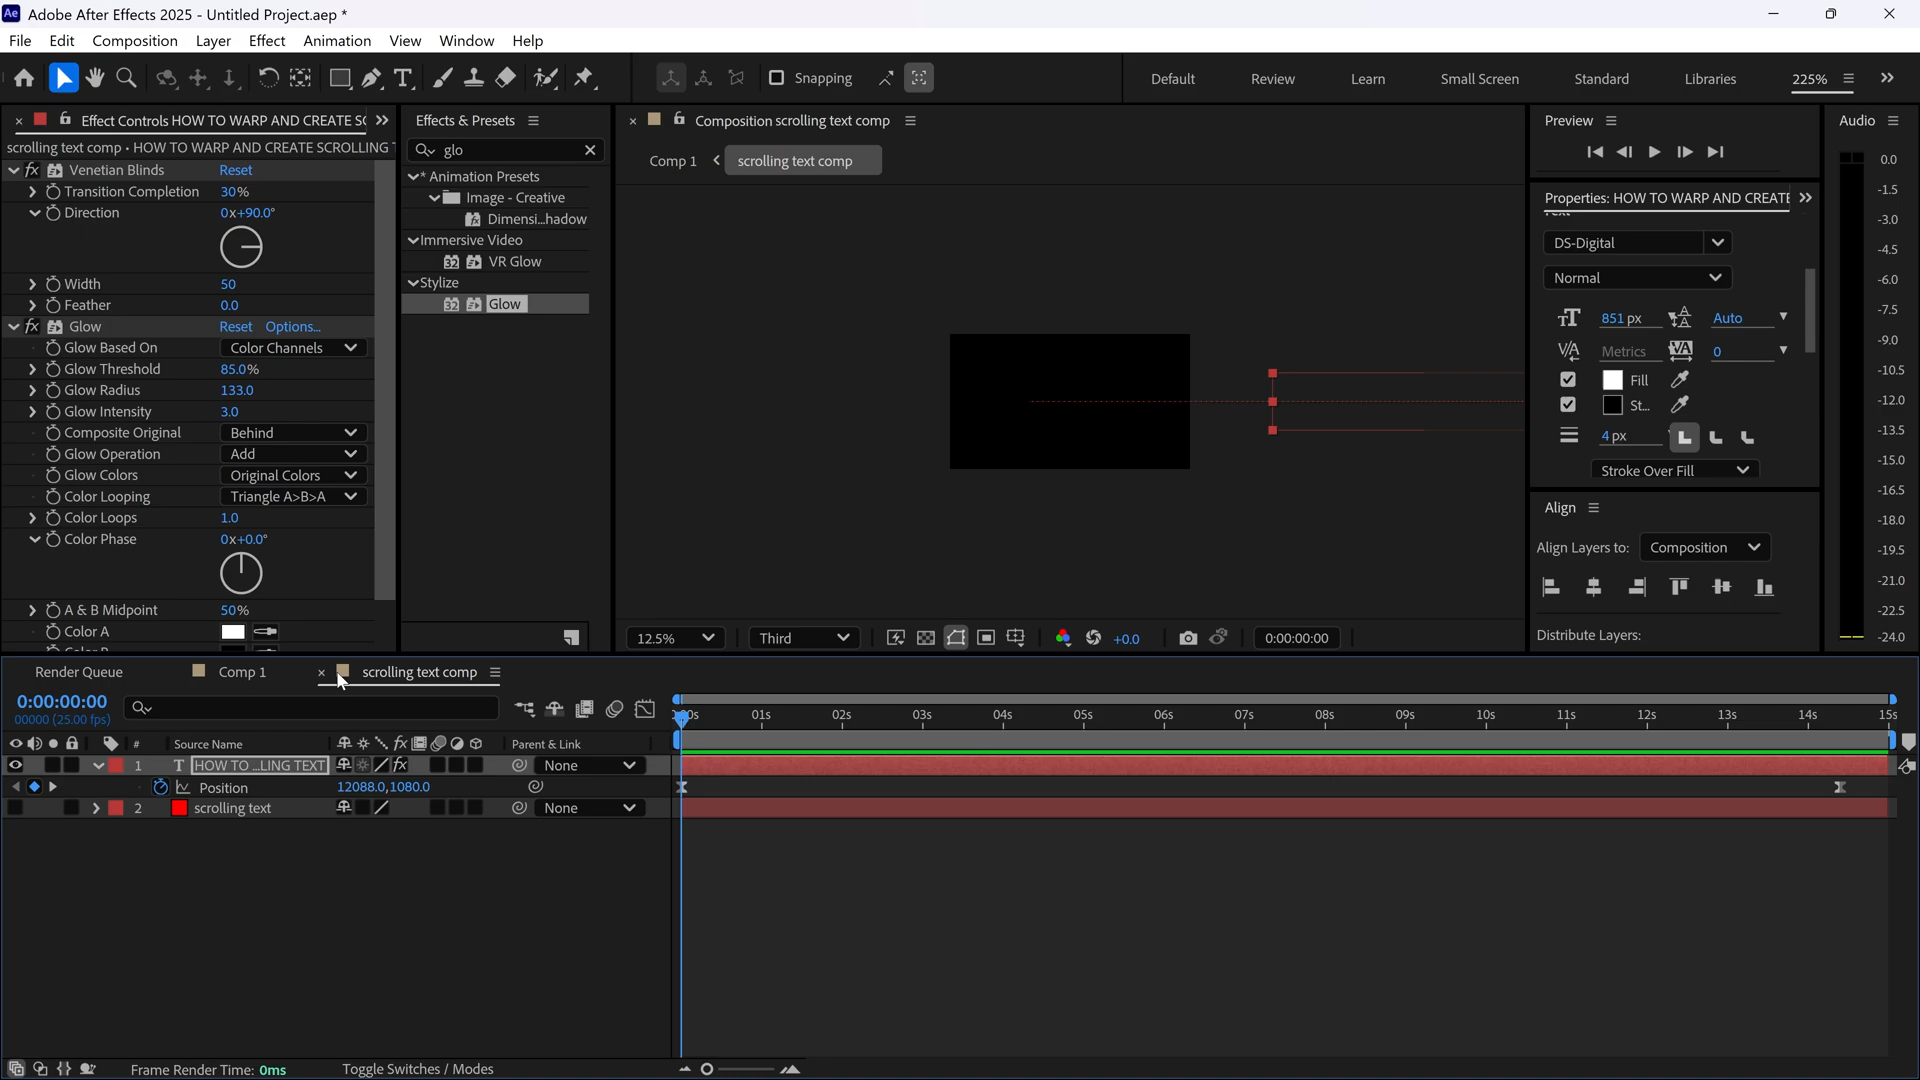 Ae Adobe After Effects 2025 - Untitled Project.aep *
File Edit Composition Layer Effect Animation View Window Help
Snapping
Default Review Learn Small Screen Standard Libraries 225%
Effect Controls HOW TO WARP AND CREATE SC
scrolling text comp • HOW TO WARP AND CREATE SCROLLING T
fx Venetian Blinds Reset
Transition Completion 30%
Direction 0x+90.0°
Width 50
Feather 0.0
fx Glow Reset Options...
Glow Based On Color Channels
Glow Threshold 85.0%
Glow Radius 133.0
Glow Intensity 3.0
Composite Original Behind
Glow Operation Add
Glow Colors Original Colors
Color Looping Triangle A>B>A
Color Loops 1.0
Color Phase 0x+0.0°
A & B Midpoint 50%
Color A
Effects & Presets
glo
* Animation Presets
Image - Creative
Dimensi...hadow
Immersive Video
32 VR Glow
Stylize
32 Glow
Composition scrolling text comp
Comp 1 scrolling text comp
12.5% Third +0.0 0:00:00:00
Preview
Properties: HOW TO WARP AND CREATE
DS-Digital
Normal
851 px Auto
Metrics 0
Fill
St...
4 px
Stroke Over Fill
Align
Align Layers to: Composition
Distribute Layers:
Audio
0.0
-1.5
-3.0
-4.5
-6.0
-7.5
-9.0
-10.5
-12.0
-13.5
-15.0
-16.5
-18.0
-19.5
-21.0
-22.5
-24.0
Render Queue Comp 1 scrolling text comp
0:00:00:00
00000 (25.00 fps)
01s 02s 03s 04s 05s 06s 07s 08s 09s 10s 11s 12s 13s 14s 15s
# Source Name fx Parent & Link
1 T HOW TO ...LING TEXT fx None
Position 12088.0,1080.0
2 scrolling text None
Frame Render Time: 0ms Toggle Switches / Modes